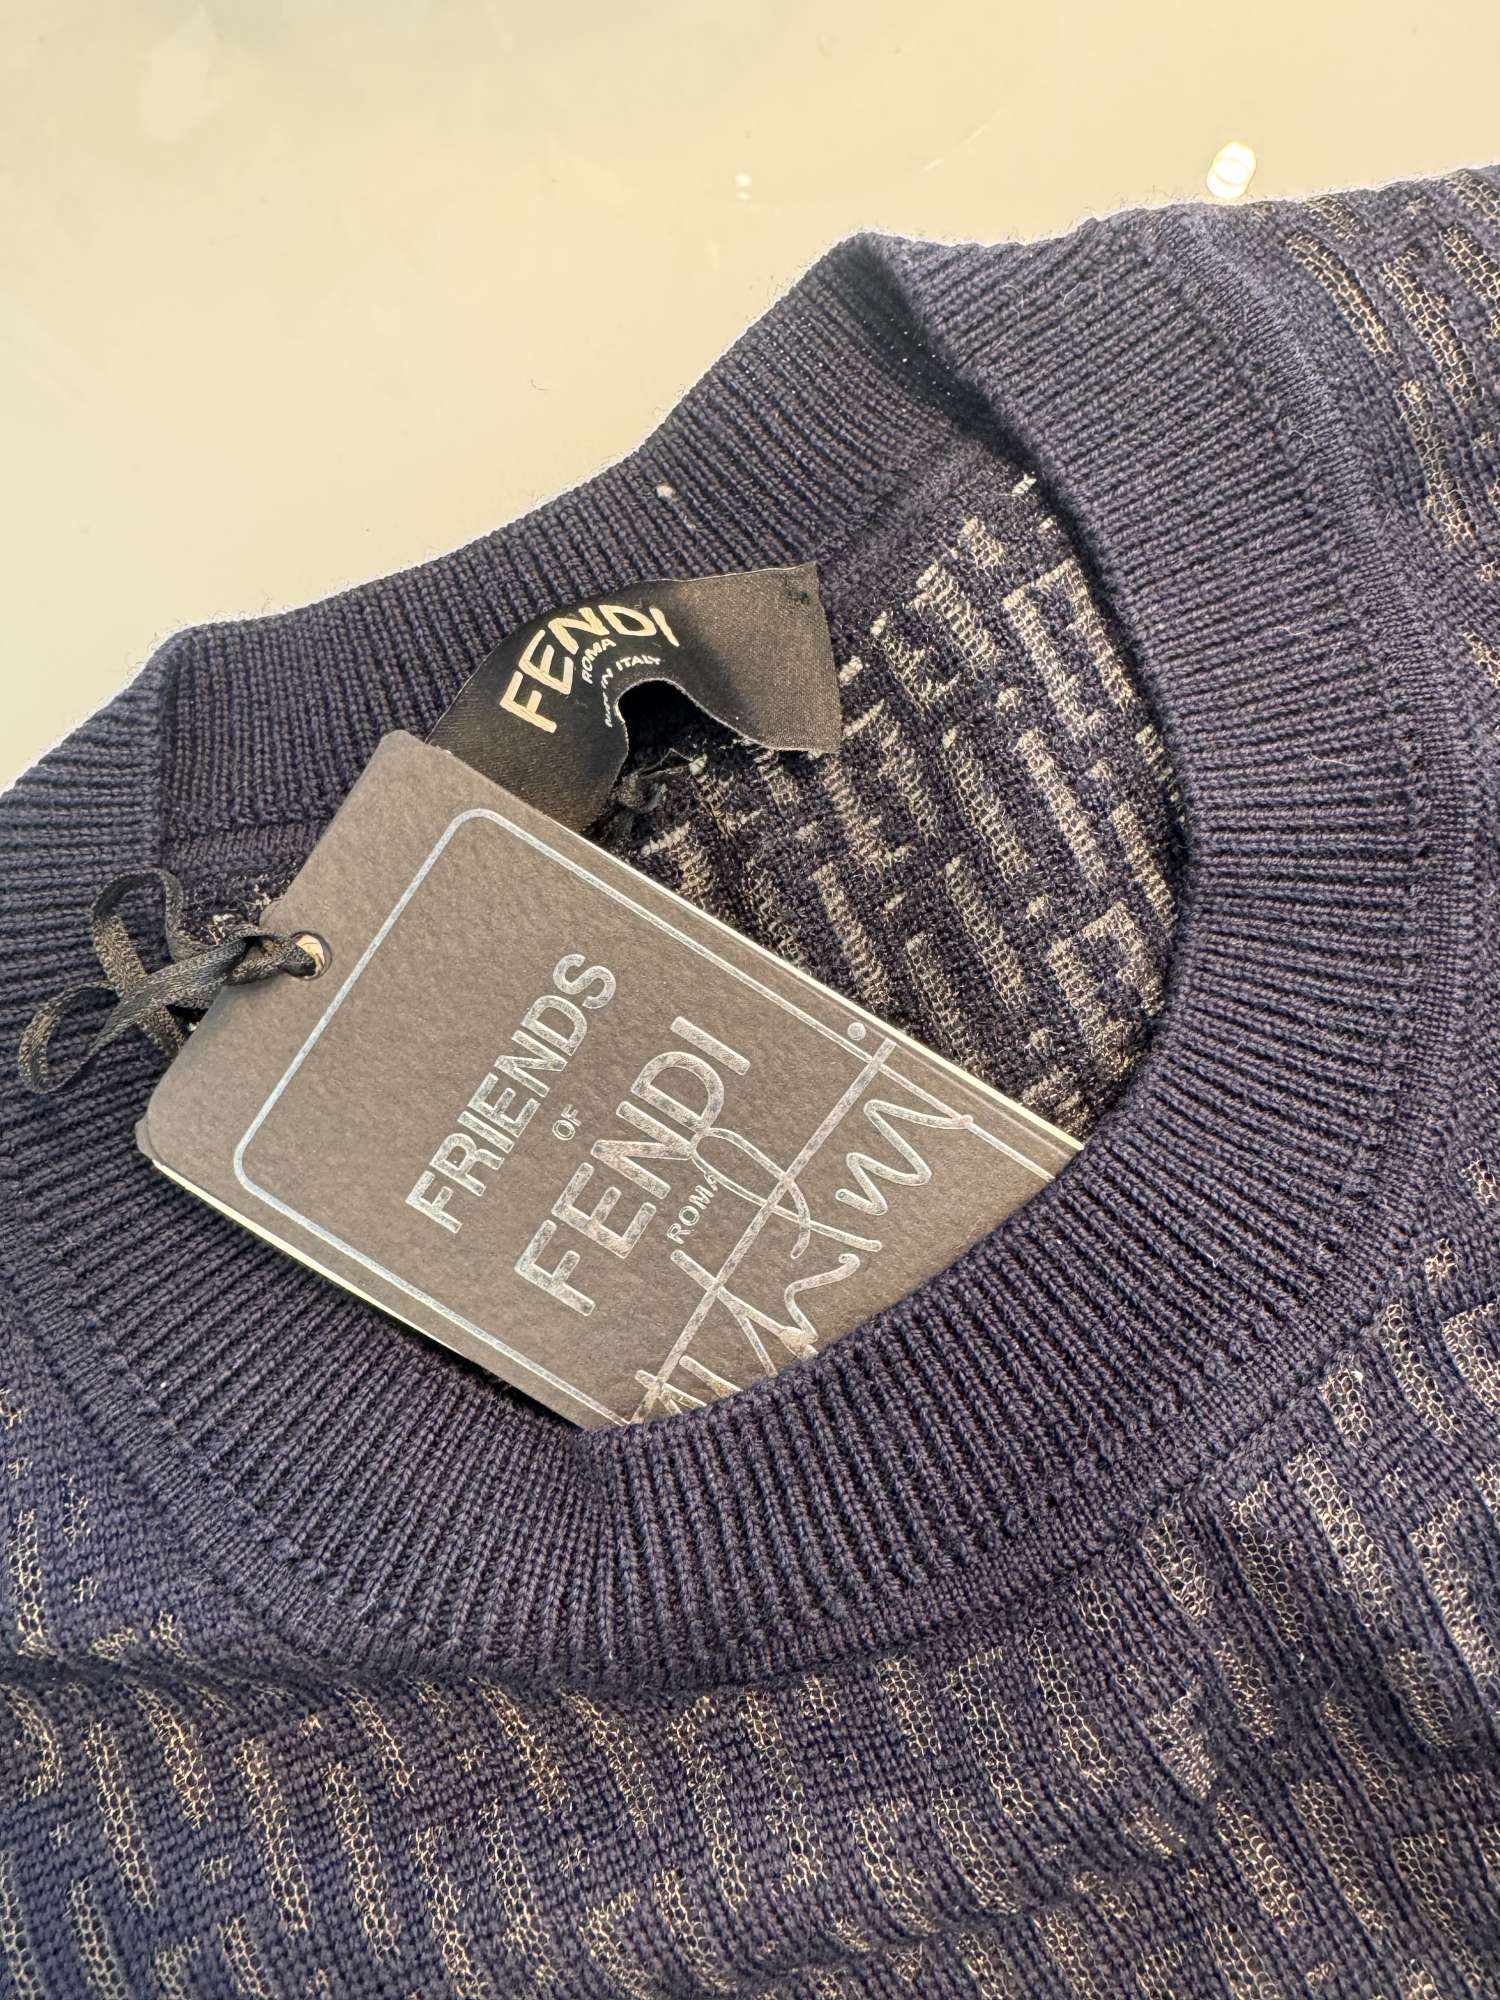 FENDI
ROMA
MADE IN ITALY
FRIENDS
OF
FENDI
ROMA